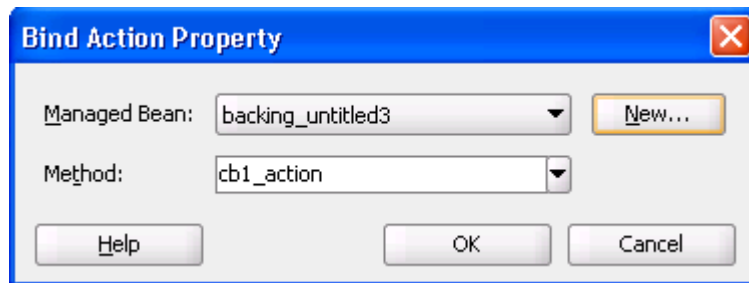 Bind Action Property
Managed Bean: backing_untitled3 New...
Method: cb1_action
Help OK Cancel